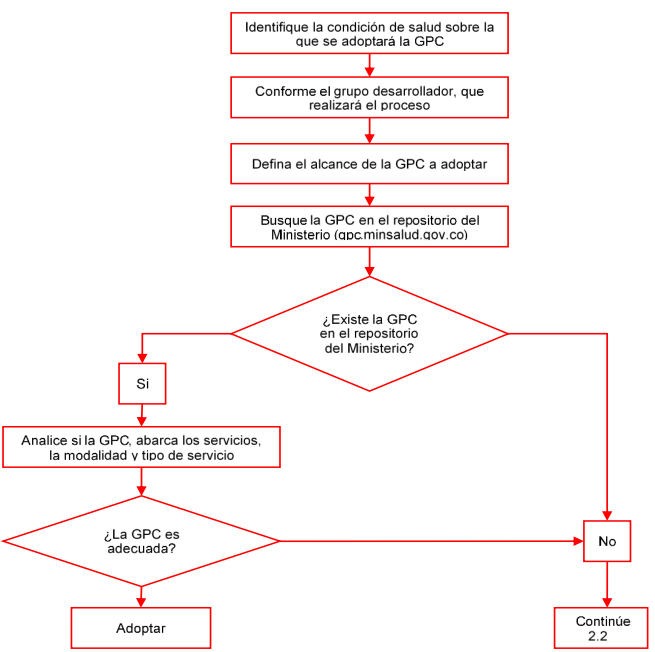 Identifique la condición de salud sobre la
que se adoptará la GPC
Conforme el grupo desarrollador, que
realizará el proceso
Defina el alcance de la GPC a adoptar
Busque la GPC en el repositorio del
Ministerio (gpc.minsalud.gov.co)
¿Existe la GPC
en el repositorio
del Ministerio?
Si
Analice si la GPC, abarca los servicios,
la modalidad y tipo de servicio
¿La GPC es
adecuada?
No
Adoptar
Continúe
2.2